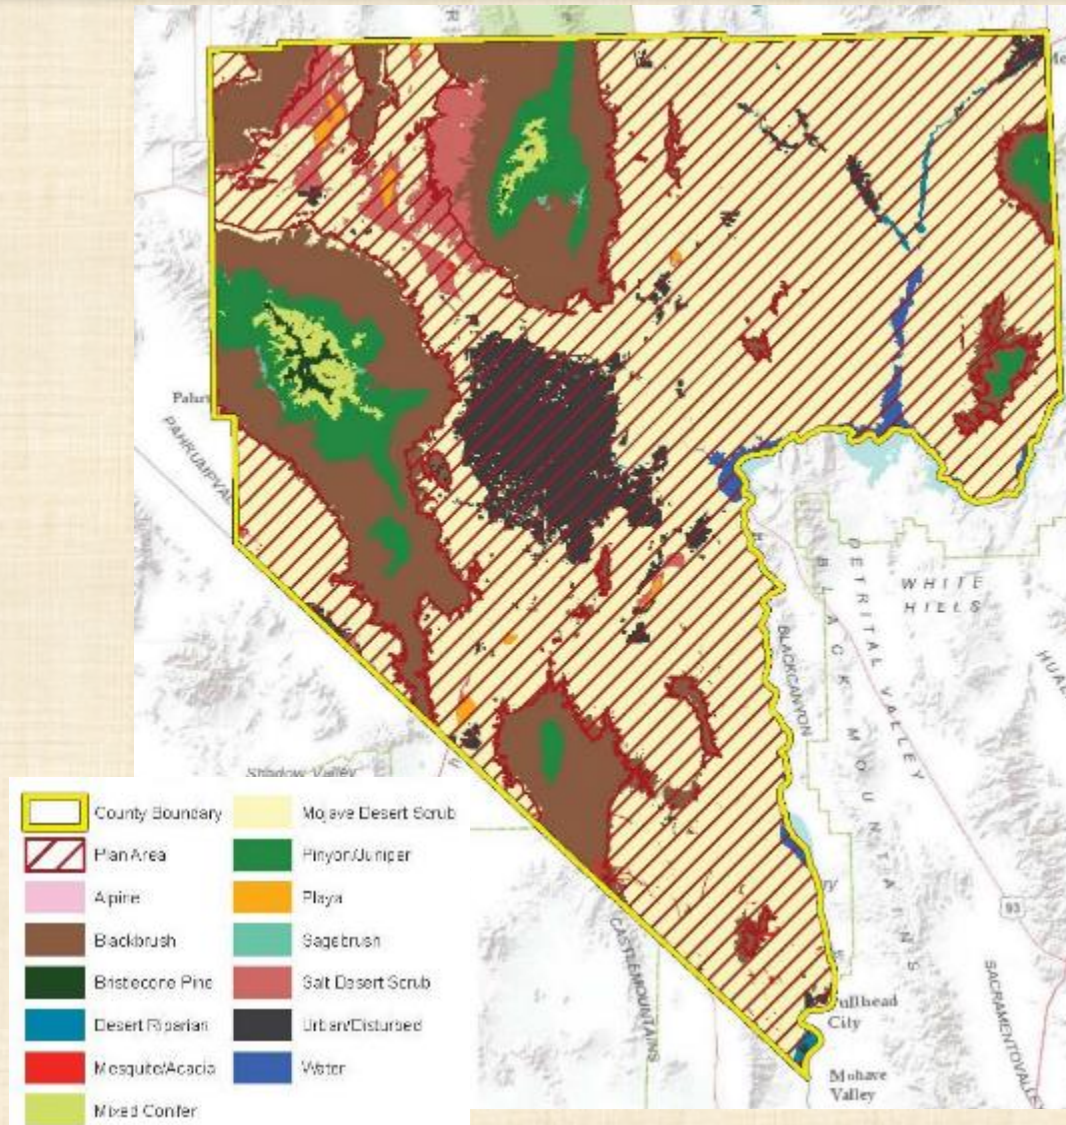 PAHRUMP VAL
WHITE
HILLS
DETRITAL VALLEY
BLACK MOUNTAINS
BLACK CANYON
Bullhead
City
Mohave
Valley
93
CASTLE MOUNTAINS
SACRAMENTO VALLEY
Shadow Valley
County Boundary
Plan Area
Alpine
Blackbrush
Bristlecone Pine
Desert Riparian
Mesquite/Acacia
Mixed Conifer
Mojave Desert Scrub
Pinyon/Juniper
Playa
Sagebrush
Salt Desert Scrub
Urban/Disturbed
Water